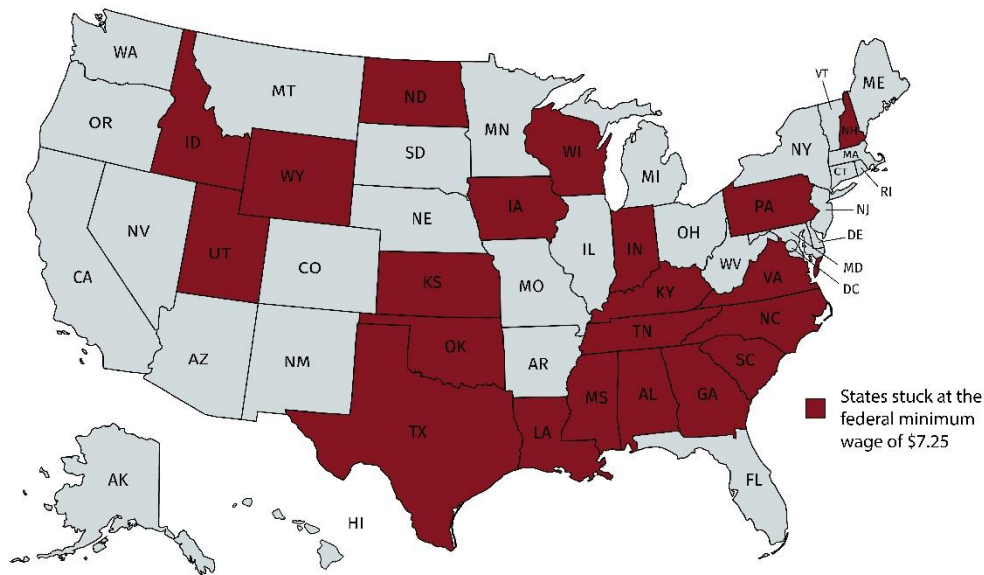 WA
MT
ND
MN
VT
ME
OR
ID
WY
SD
WI
MI
NY
NH
MA
CT
RI
NV
UT
NE
IA
PA
NJ
CA
CO
KS
MO
IL
IN
OH
WV
VA
DE
MD
DC
KY
AZ
NM
OK
AR
TN
NC
SC
TX
LA
MS
AL
GA
FL
AK
HI
States stuck at the
federal minimum
wage of $7.25